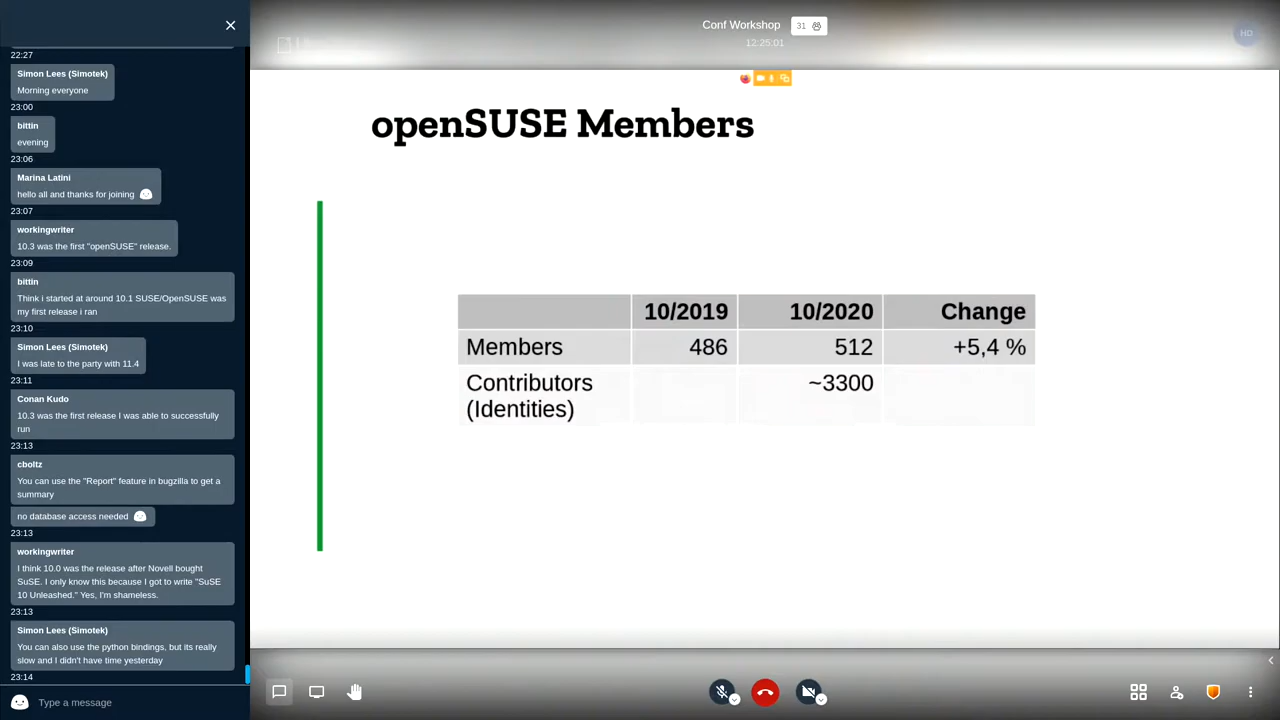 22:27
Simon Lees (Simotek)
Morning everyone
23:00
bittin
evening
23:06
Marina Latini
hello all and thanks for joining
23:07
workingwriter
10.3 was the first "openSUSE" release.
23:09
bittin
Think i started at around 10.1 SUSE/OpenSUSE was
my first release i ran
23:10
Simon Lees (Simotek)
I was late to the party with 11.4
23:11
Conan Kudo
10.3 was the first release I was able to successfully
run
23:13
cboltz
You can use the "Report" feature in bugzilla to get a
summary
no database access needed
23:13
workingwriter
I think 10.0 was the release after Novell bought
SuSE. I only know this because I got to write "SuSE
10 Unleashed." Yes, I'm shameless.
23:13
Simon Lees (Simotek)
You can also use the python bindings, but its really
slow and I didn't have time yesterday
23:14
Type a message
Conf Workshop 31
12:25:01
HD
openSUSE Members
10/2019 10/2020 Change
Members 486 512 +5,4 %
Contributors ~3300
(Identities)